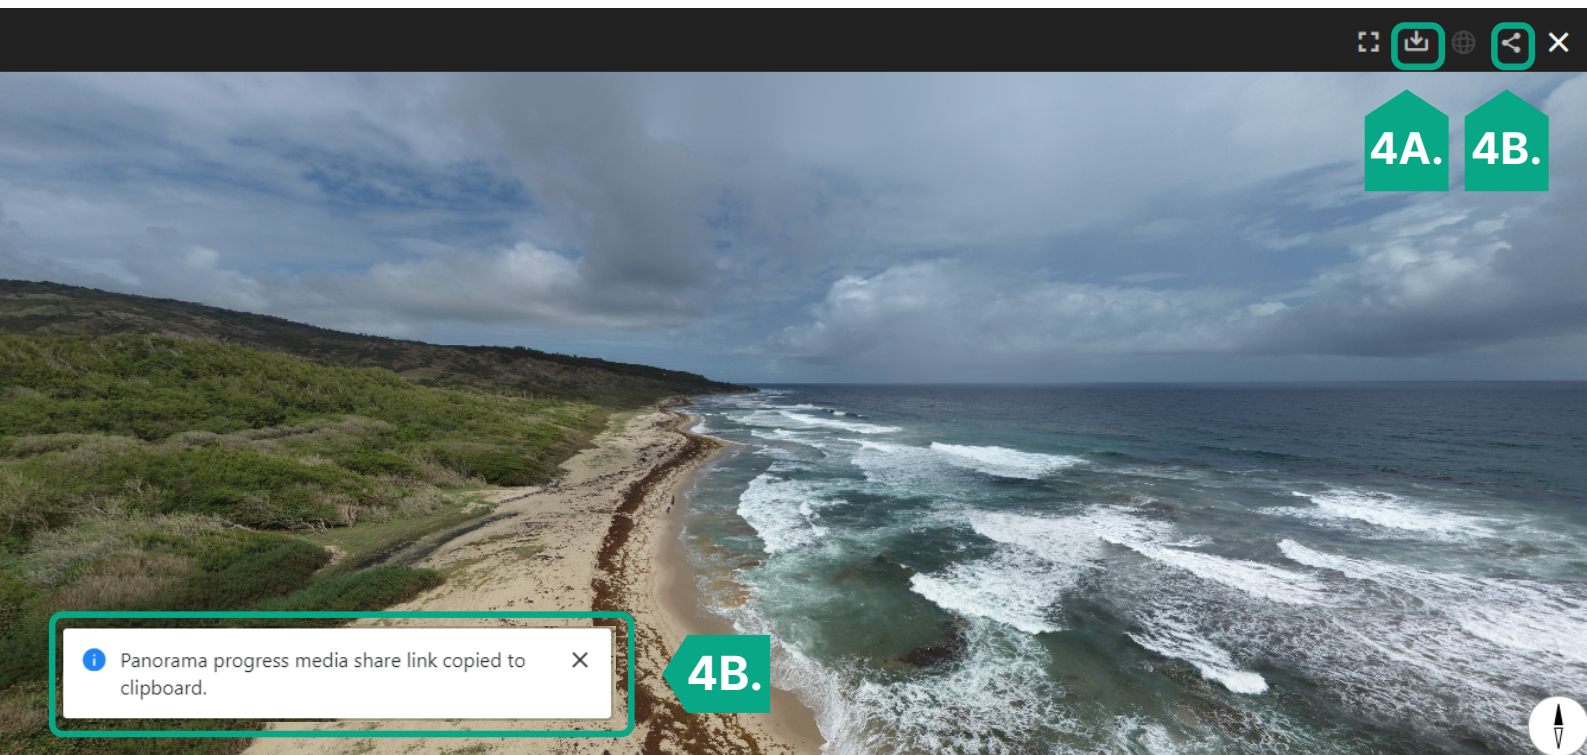 4A. 4B.
Panorama progress media share link copied to
clipboard.
4B.